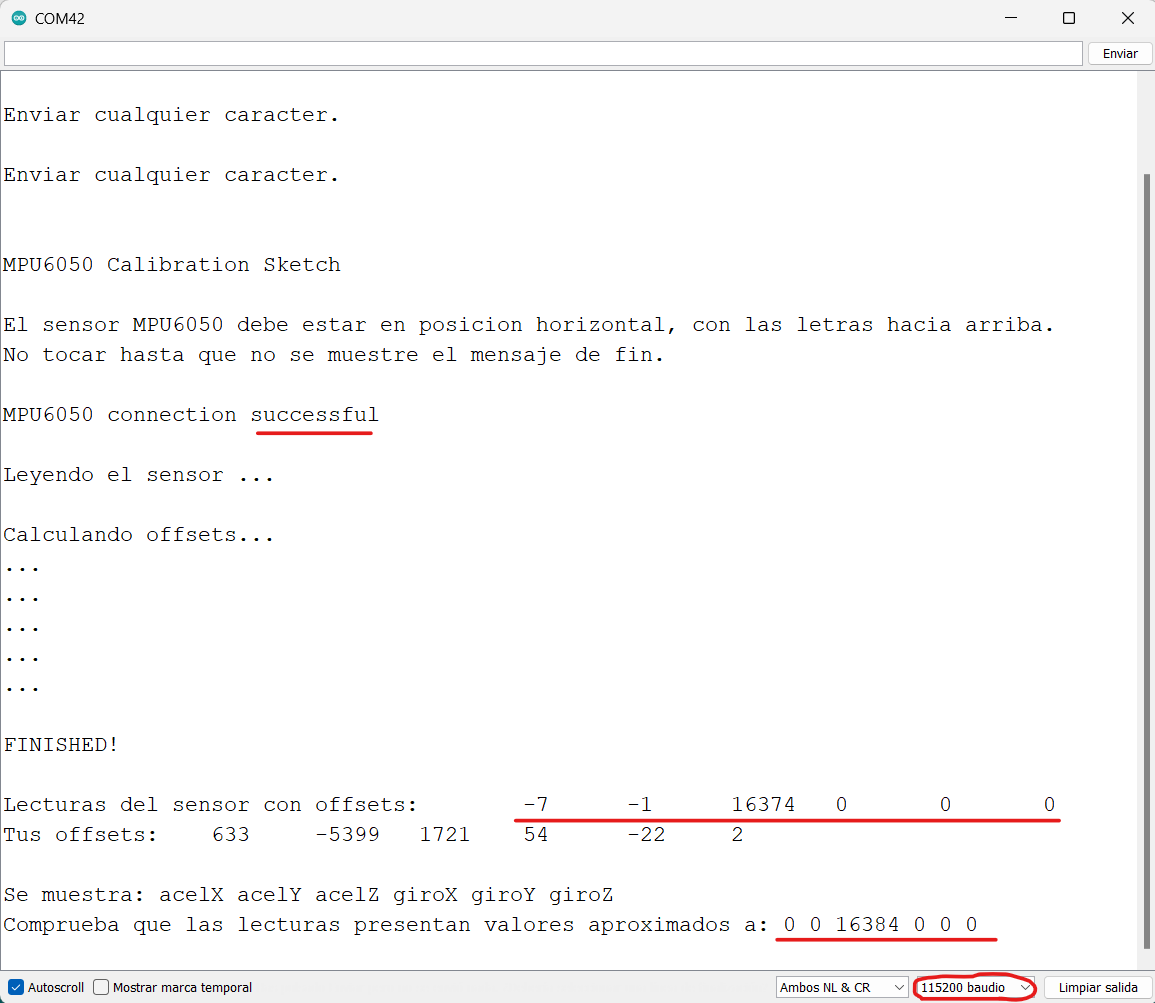 COM42
Enviar
Enviar cualquier caracter.
Enviar cualquier caracter.
MPU6050 Calibration Sketch
El sensor MPU6050 debe estar en posicion horizontal, con las letras hacia arriba.
No tocar hasta que no se muestre el mensaje de fin.
MPU6050 connection successful
Leyendo el sensor ...
Calculando offsets...
...
...
...
...
...
FINISHED!
Lecturas del sensor con offsets: -7 -1 16374 0 0 0
Tus offsets: 633 -5399 1721 54 -22 2
Se muestra: acelX acelY acelZ giroX giroY giroZ
Comprueba que las lecturas presentan valores aproximados a: 0 0 16384 0 0 0
Autoscroll Mostrar marca temporal Ambos NL & CR 115200 baudio Limpiar salida